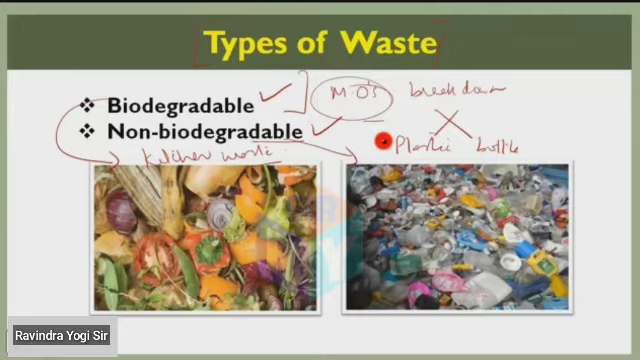 Types of Waste
❖ Biodegradable
M.O's breakdown
❖ Non-biodegradable
Plastic bottle
Kitchen waste
Ravindra Yogi Sir